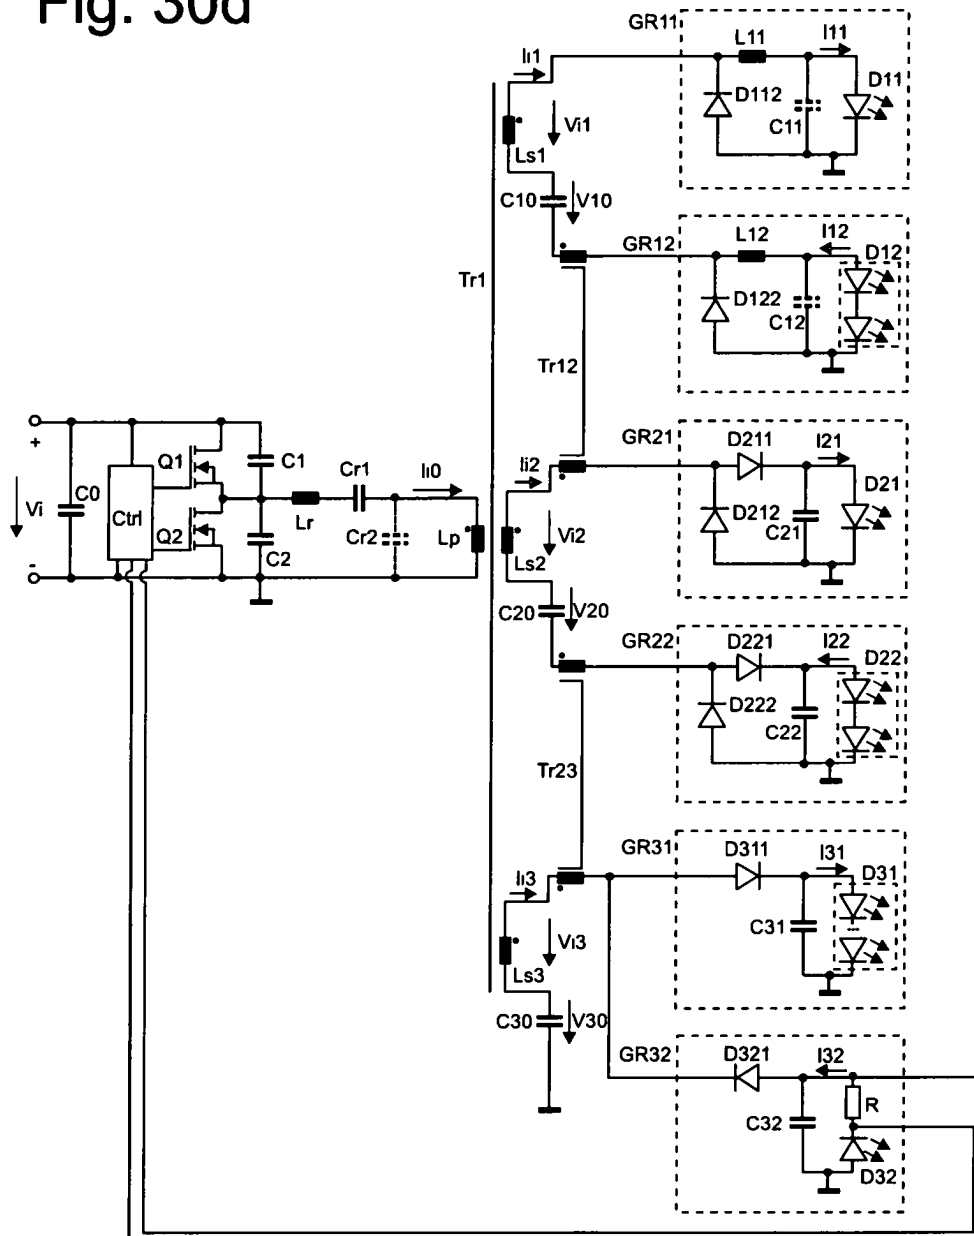 Fig. 30d
GR11
L11
I11
D11
D112
C11
Ii1
Vi1
Ls1
C10
V10
GR12
L12
I12
D12
D122
C12
Tr1
Tr12
GR21
D211
I21
D21
D212
C21
Ii2
Vi2
Ls2
C20
V20
+
Vi
-
C0
Ctrl
Q1
Q2
C1
C2
Lr
Cr1
Cr2
Ii0
Lp
GR22
D221
I22
D22
D222
C22
Tr23
GR31
D311
I31
D31
C31
Ii3
Vi3
Ls3
C30
V30
GR32
D321
I32
R
C32
D32